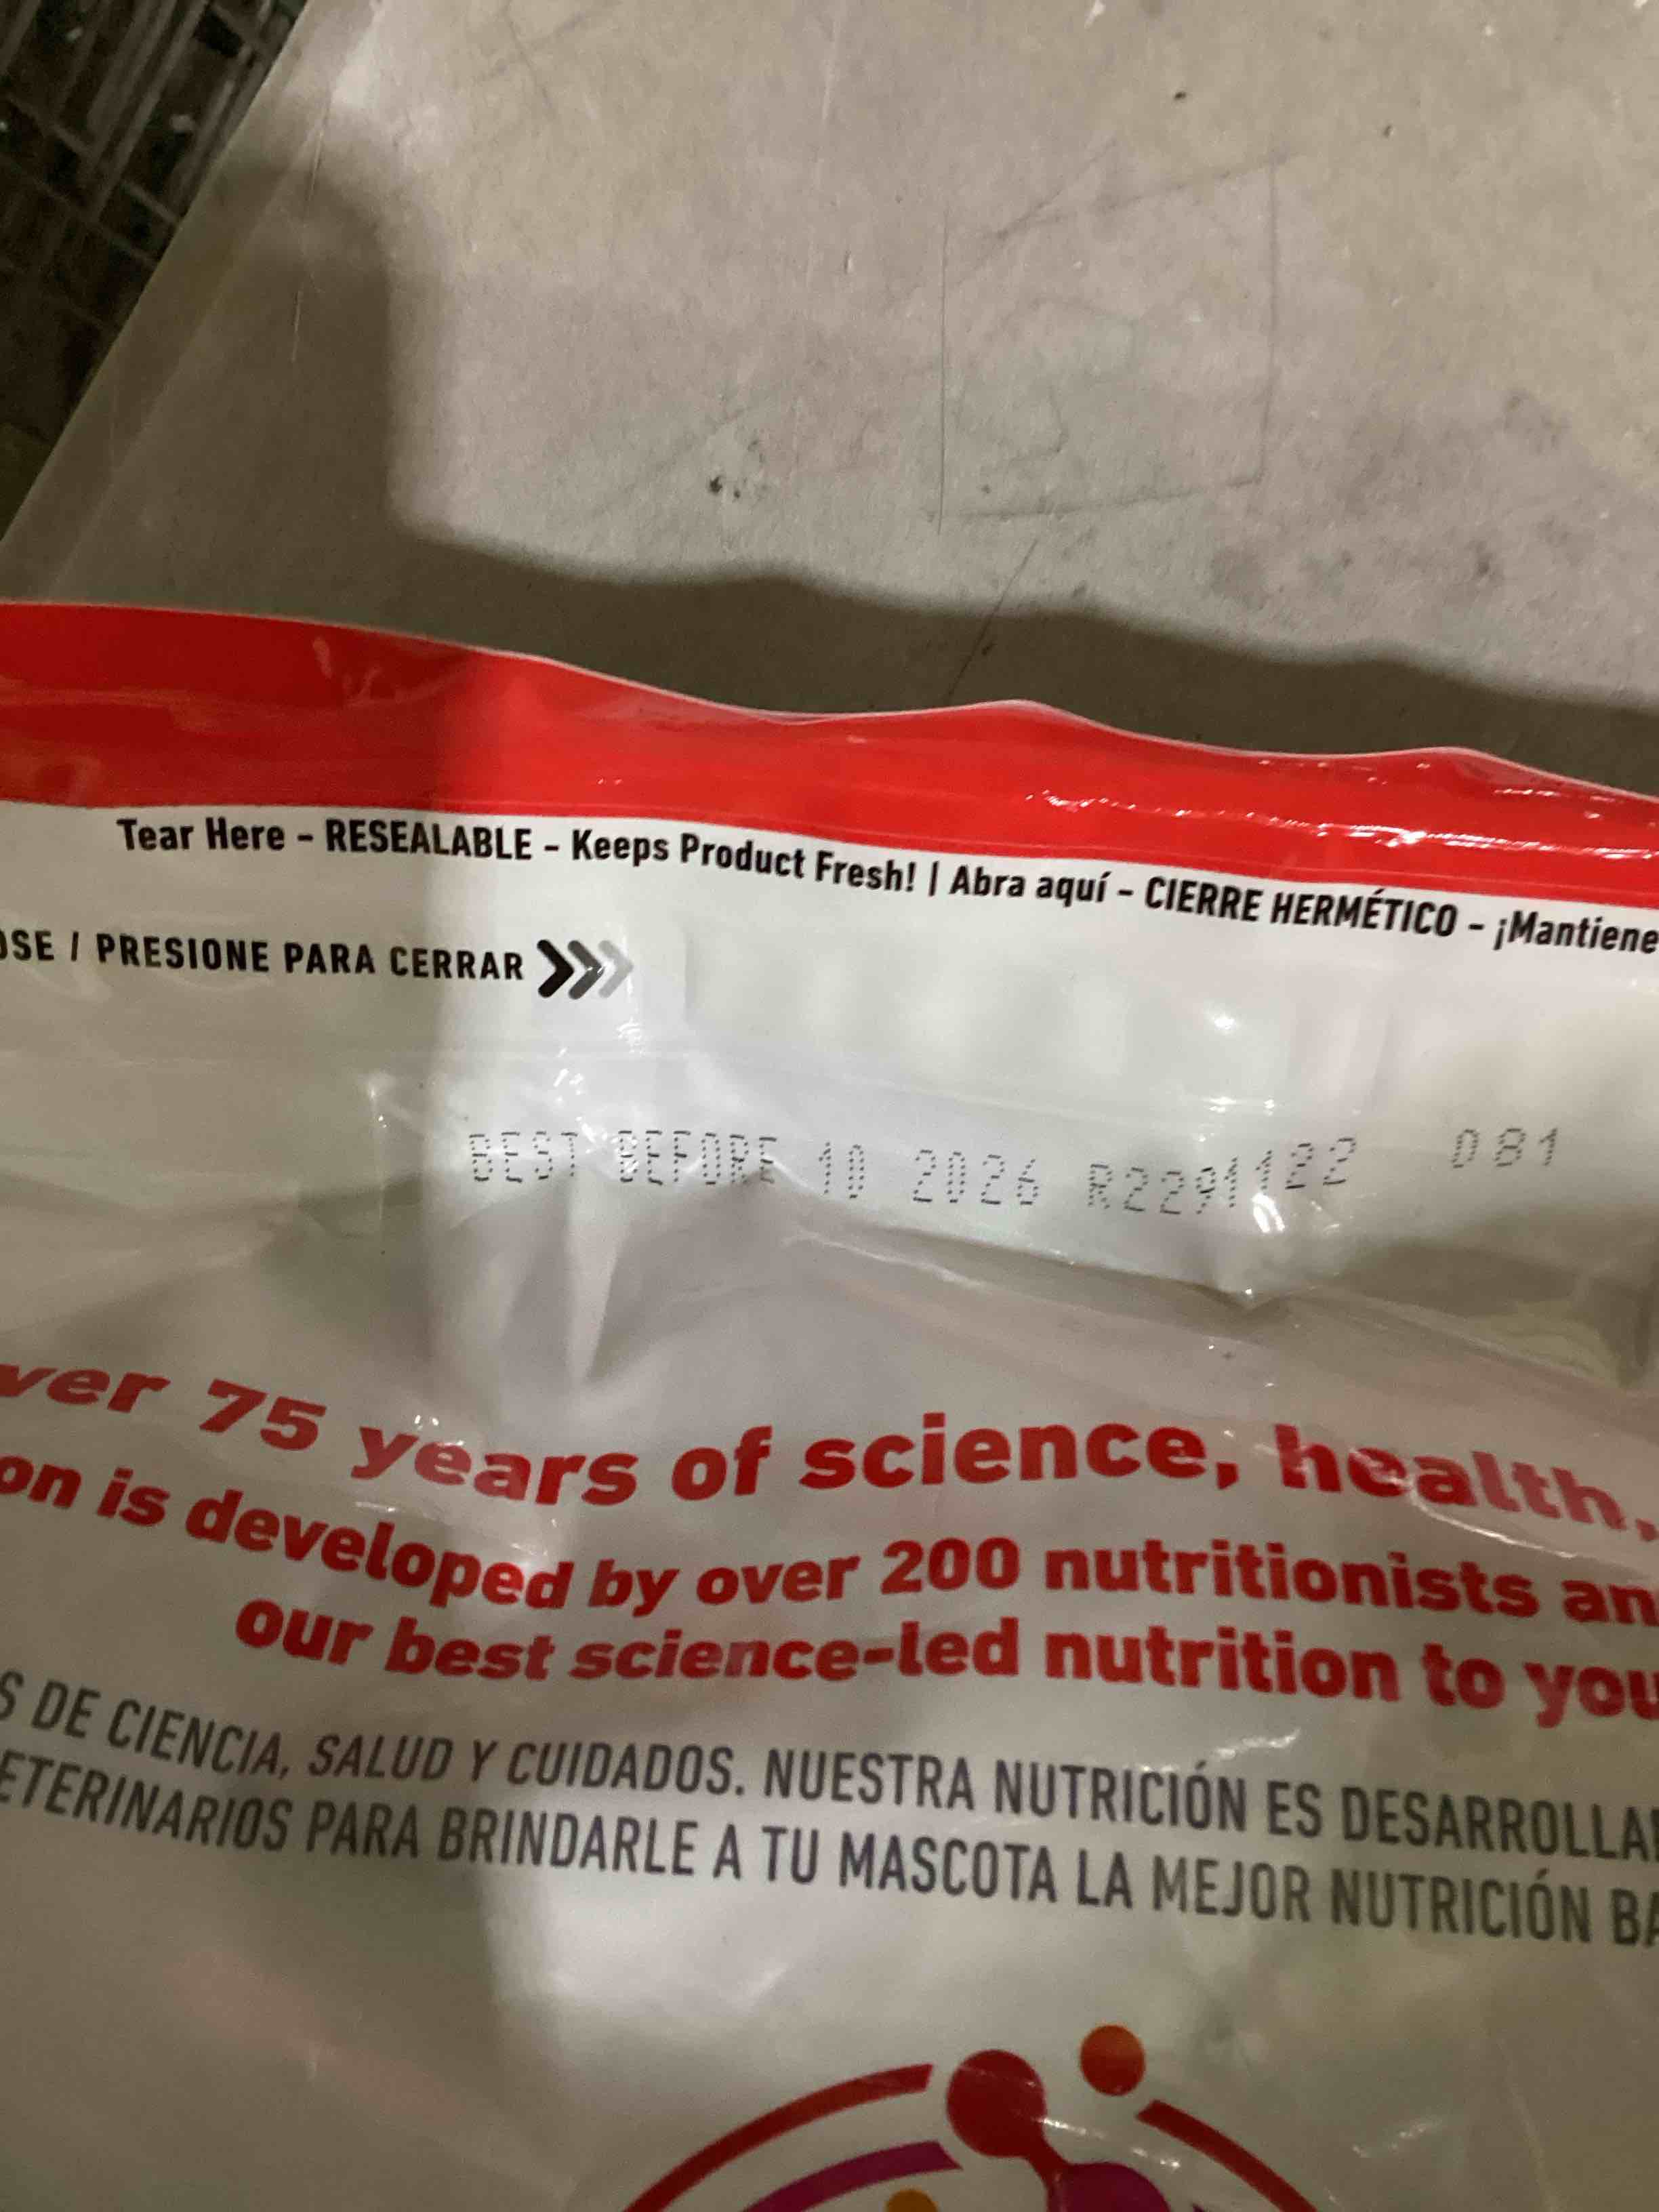 Tear Here - RESEALABLE - Keeps Product Fresh! | Abra aquí - CIERRE HERMÉTICO - ¡Mantiene
OSE / PRESIONE PARA CERRAR
BEST BEFORE 10 2026 081
ver 75 years of science, health,
on is developed by over 200 nutritionists an
our best science-led nutrition to you
S DE CIENCIA, SALUD Y CUIDADOS. NUESTRA NUTRICIÓN ES DESARROLLA
ETERINARIOS PARA BRINDARLE A TU MASCOTA LA MEJOR NUTRICIÓN BA